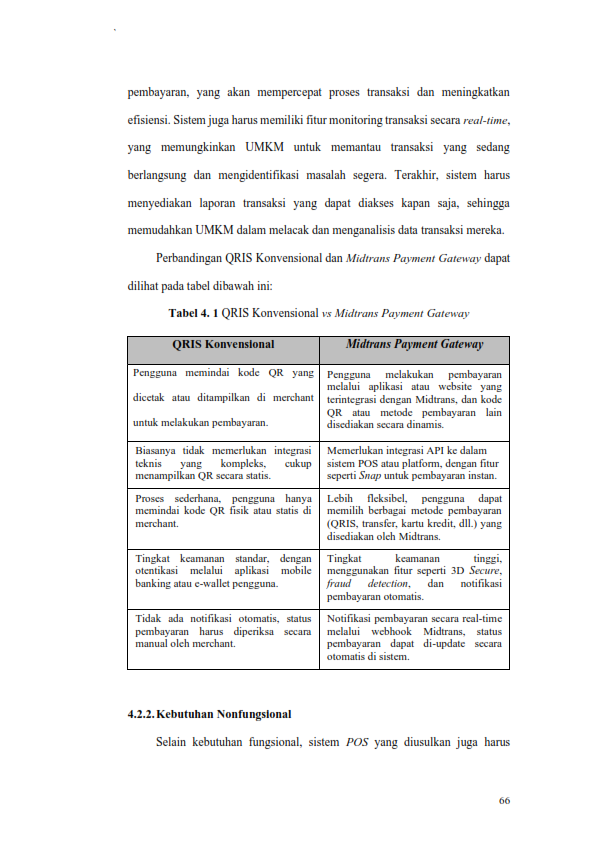 pembayaran, yang akan mempercepat proses transaksi dan meningkatkan
efisiensi. Sistem juga harus memiliki fitur monitoring transaksi secara real-time,
yang memungkinkan UMKM untuk memantau transaksi yang sedang
berlangsung dan mengidentifikasi masalah segera. Terakhir, sistem harus
menyediakan laporan transaksi yang dapat diakses kapan saja, sehingga
memudahkan UMKM dalam melacak dan menganalisis data transaksi mereka.
Perbandingan QRIS Konvensional dan Midtrans Payment Gateway dapat
dilihat pada tabel dibawah ini:
Tabel 4. 1 QRIS Konvensional vs Midtrans Payment Gateway
QRIS Konvensional
Midtrans Payment Gateway
Pengguna memindai kode QR yang
dicetak atau ditampilkan di merchant
untuk melakukan pembayaran.
Pengguna melakukan pembayaran
melalui aplikasi atau website yang
terintegrasi dengan Midtrans, dan kode
QR atau metode pembayaran lain
disediakan secara dinamis.
Biasanya tidak memerlukan integrasi
teknis yang kompleks, cukup
menampilkan QR secara statis.
Memerlukan integrasi API ke dalam
sistem POS atau platform, dengan fitur
seperti Snap untuk pembayaran instan.
Proses sederhana, pengguna hanya
memindai kode QR fisik atau statis di
merchant.
Lebih fleksibel, pengguna dapat
memilih berbagai metode pembayaran
(QRIS, transfer, kartu kredit, dll.) yang
disediakan oleh Midtrans.
Tingkat keamanan standar, dengan
otentikasi melalui aplikasi mobile
banking atau e-wallet pengguna.
Tingkat keamanan tinggi,
menggunakan fitur seperti 3D Secure,
fraud detection, dan notifikasi
pembayaran otomatis.
Tidak ada notifikasi otomatis, status
pembayaran harus diperiksa secara
manual oleh merchant.
Notifikasi pembayaran secara real-time
melalui webhook Midtrans, status
pembayaran dapat di-update secara
otomatis di sistem.
4.2.2. Kebutuhan Nonfungsional
Selain kebutuhan fungsional, sistem POS yang diusulkan juga harus
66